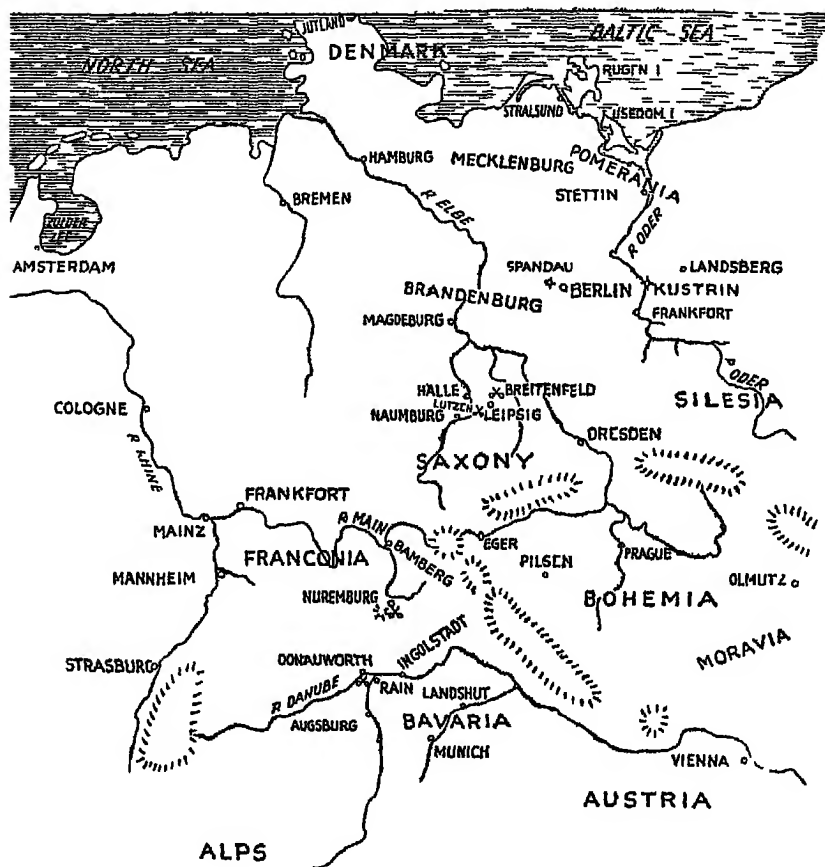 JUTLAND
DENMARK
BALTIC SEA
NORTH SEA
RUGEN I
STRALSUND
USEDOM I
HAMBURG
MECKLENBURG
POMERANIA
BREMEN
R ELBE
STETTIN
ZUIDER
ZEE
R ODER
AMSTERDAM
SPANDAU
LANDSBERG
BERLIN
KUSTRIN
BRANDENBURG
MAGDEBURG
FRANKFORT
ODER
HALLE
BREITENFELD
LUTZEN
SILESIA
COLOGNE
NAUMBURG
LEIPSIG
R RHINE
DRESDEN
SAXONY
FRANKFORT
R MAIN
MAINZ
EGER
FRANCONIA
BAMBERG
PILSEN
PRAGUE
MANNHEIM
OLMUTZ
NUREMBURG
BOHEMIA
INGOLSTADT
MORAVIA
STRASBURG
DONAUWORTH
RAIN
R DANUBE
LANDSHUT
AUGSBURG
BAVARIA
MUNICH
VIENNA
AUSTRIA
ALPS